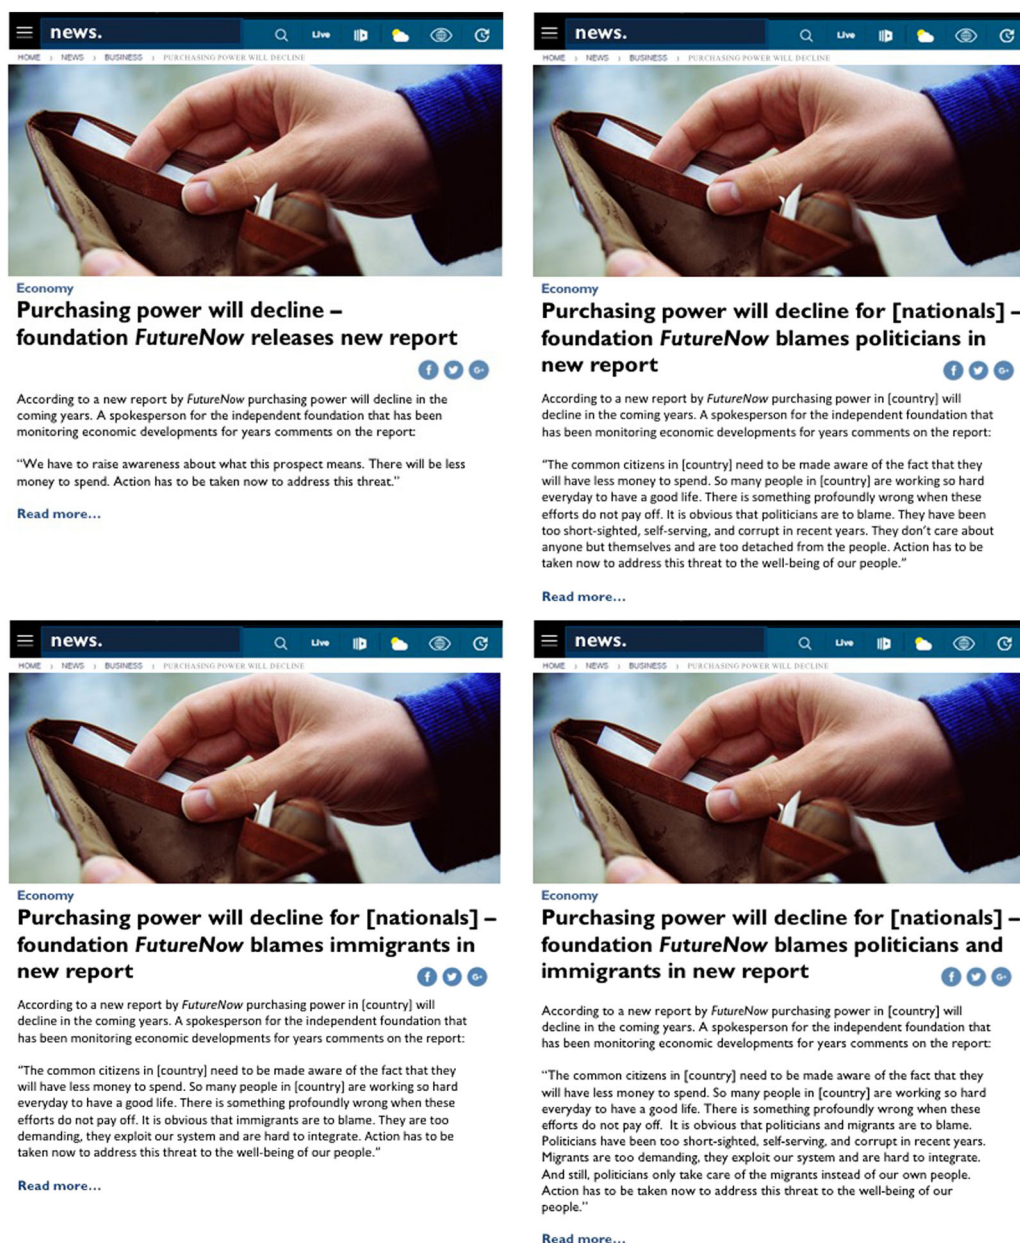 news.
Live
HOME › NEWS › BUSINESS › PURCHASING POWER WILL DECLINE
Economy
Purchasing power will decline –
foundation FutureNow releases new report
f
G+
According to a new report by FutureNow purchasing power will decline in the
coming years. A spokesperson for the independent foundation that has been
monitoring economic developments for years comments on the report:
“We have to raise awareness about what this prospect means. There will be less
money to spend. Action has to be taken now to address this threat.”
Read more…
news.
Live
HOME › NEWS › BUSINESS › PURCHASING POWER WILL DECLINE
Economy
Purchasing power will decline for [nationals] –
foundation FutureNow blames politicians in
new report
f
G+
According to a new report by FutureNow purchasing power in [country] will
decline in the coming years. A spokesperson for the independent foundation that
has been monitoring economic developments for years comments on the report:
“The common citizens in [country] need to be made aware of the fact that they
will have less money to spend. So many people in [country] are working so hard
everyday to have a good life. There is something profoundly wrong when these
efforts do not pay off. It is obvious that politicians are to blame. They have been
too short-sighted, self-serving, and corrupt in recent years. They don’t care about
anyone but themselves and are too detached from the people. Action has to be
taken now to address this threat to the well-being of our people.”
Read more…
news.
Live
HOME › NEWS › BUSINESS › PURCHASING POWER WILL DECLINE
Economy
Purchasing power will decline for [nationals] –
foundation FutureNow blames immigrants in
new report
f
G+
According to a new report by FutureNow purchasing power in [country] will
decline in the coming years. A spokesperson for the independent foundation that
has been monitoring economic developments for years comments on the report:
“The common citizens in [country] need to be made aware of the fact that they
will have less money to spend. So many people in [country] are working so hard
everyday to have a good life. There is something profoundly wrong when these
efforts do not pay off. It is obvious that immigrants are to blame. They are too
demanding, they exploit our system and are hard to integrate. Action has to be
taken now to address this threat to the well-being of our people.”
Read more…
news.
Live
HOME › NEWS › BUSINESS › PURCHASING POWER WILL DECLINE
Economy
Purchasing power will decline for [nationals] –
foundation FutureNow blames politicians and
immigrants in new report
f
G+
According to a new report by FutureNow purchasing power in [country] will
decline in the coming years. A spokesperson for the independent foundation that
has been monitoring economic developments for years comments on the report:
“The common citizens in [country] need to be made aware of the fact that they
will have less money to spend. So many people in [country] are working so hard
everyday to have a good life. There is something profoundly wrong when these
efforts do not pay off. It is obvious that politicians and migrants are to blame.
Politicians have been too short-sighted, self-serving, and corrupt in recent years.
Migrants are too demanding, they exploit our system and are hard to integrate.
And still, politicians only take care of the migrants instead of our own people.
Action has to be taken now to address this threat to the well-being of our
people.”
Read more…